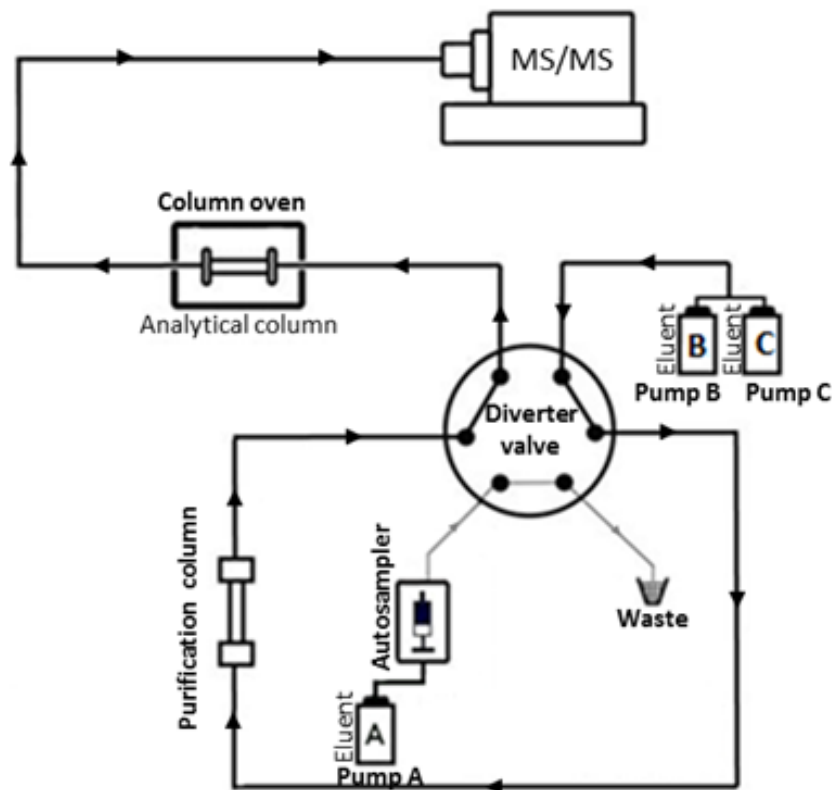 MS/MS
Column oven
Analytical column
Eluent
B
Eluent
C
Pump B
Pump C
Diverter
valve
Purification column
Autosampler
Waste
Eluent
A
Pump A